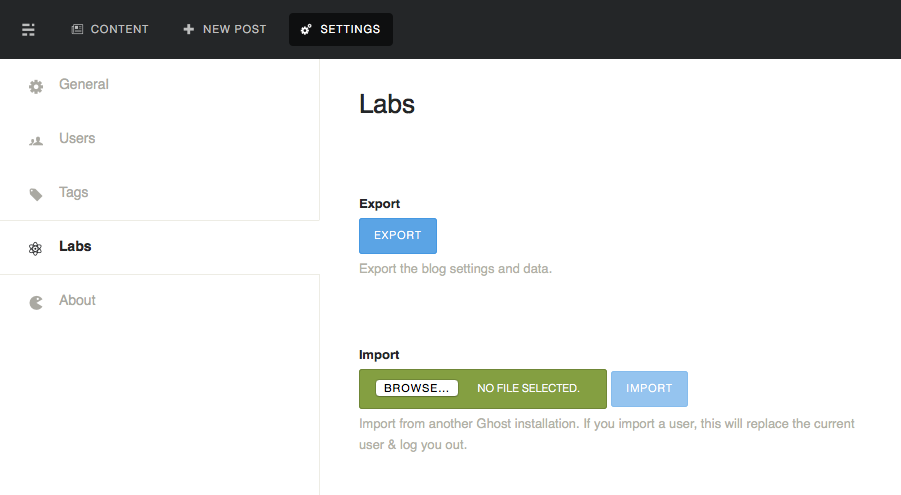 CONTENT
NEW POST
SETTINGS
General
Users
Tags
Labs
About
Labs
Export
EXPORT
Export the blog settings and data.
Import
BROWSE... NO FILE SELECTED. IMPORT
Import from another Ghost installation. If you import a user, this will replace the current
user & log you out.